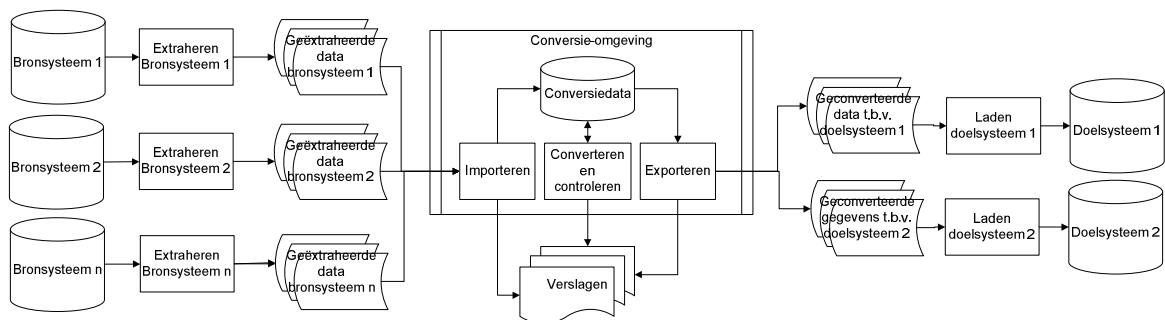 Bronsysteem 1
Extraheren
Bronsysteem 1
Geëxtraheerde
data
bronsysteem 1
Bronsysteem 2
Extraheren
Bronsysteem 2
Geëxtraheerde
data
bronsysteem 2
Bronsysteem n
Extraheren
Bronsysteem n
Geëxtraheerde
data
bronsysteem n
Conversie-omgeving
Conversiedata
Importeren
Converteren
en
controleren
Exporteren
Verslagen
Geconverteerde
data t.b.v.
doelsysteem 1
Laden
doelsysteem 1
Doelsysteem 1
Geconverteerde
gegevens t.b.v.
doelsysteem 2
Laden
doelsysteem 2
Doelsysteem 2